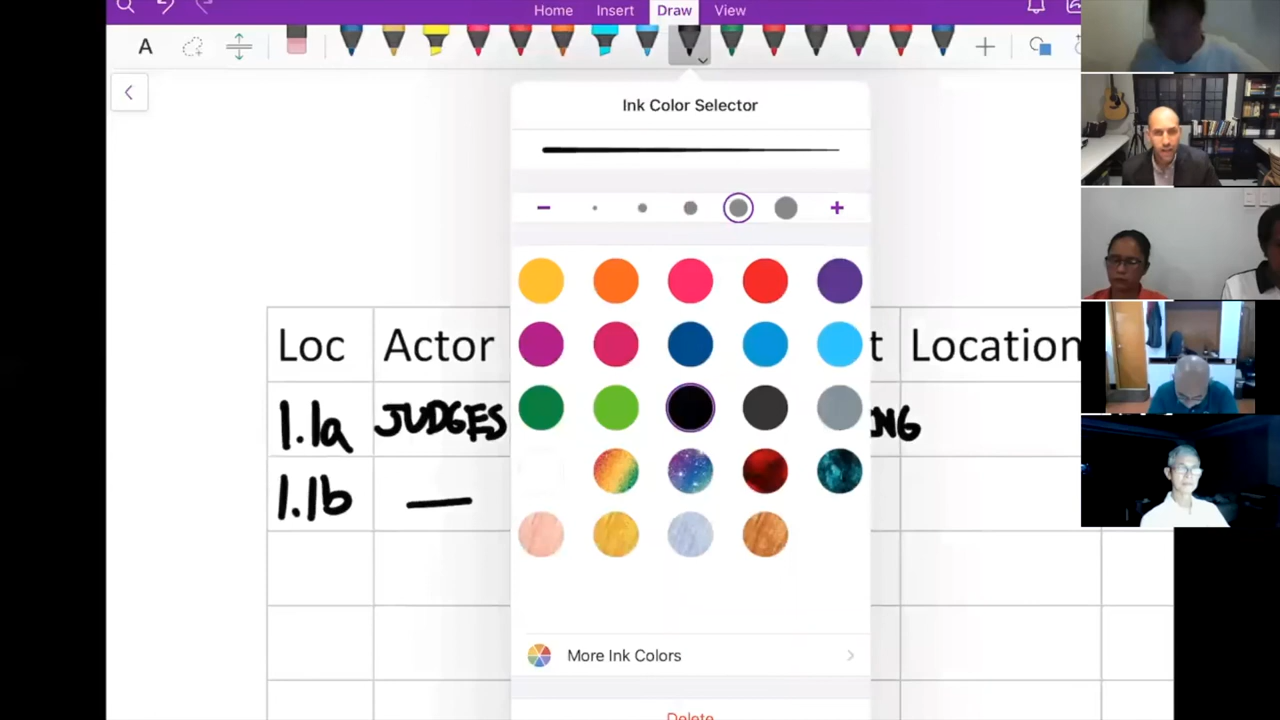 Home Insert Draw View
A
Ink Color Selector
Loc Actor t Location
1.1a JUDGES NG
1.1b —
More Ink Colors
Delete